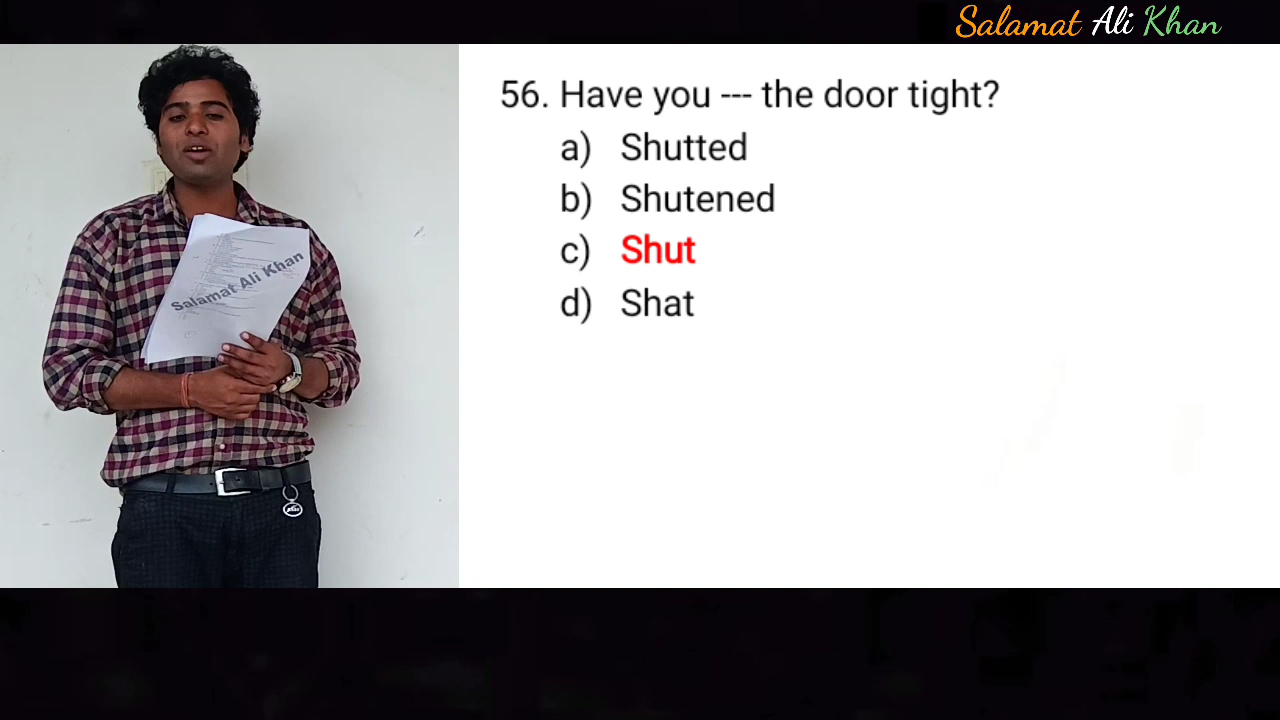 Salamat Ali Khan
56. Have you --- the door tight?
a) Shutted
b) Shutened
c) Shut
d) Shat
Salamat Ali Khan